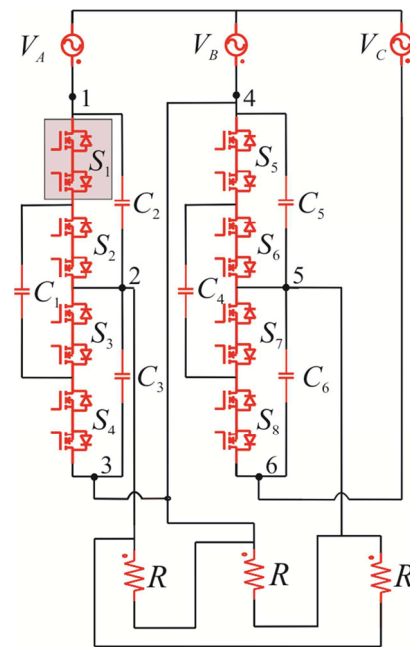 V_A V_B V_C
1 4
S_1 S_5
C_2 C_5
S_2 S_6
C_1 2 C_4 5
S_3 S_7
C_3 C_6
S_4 S_8
3 6
R R R